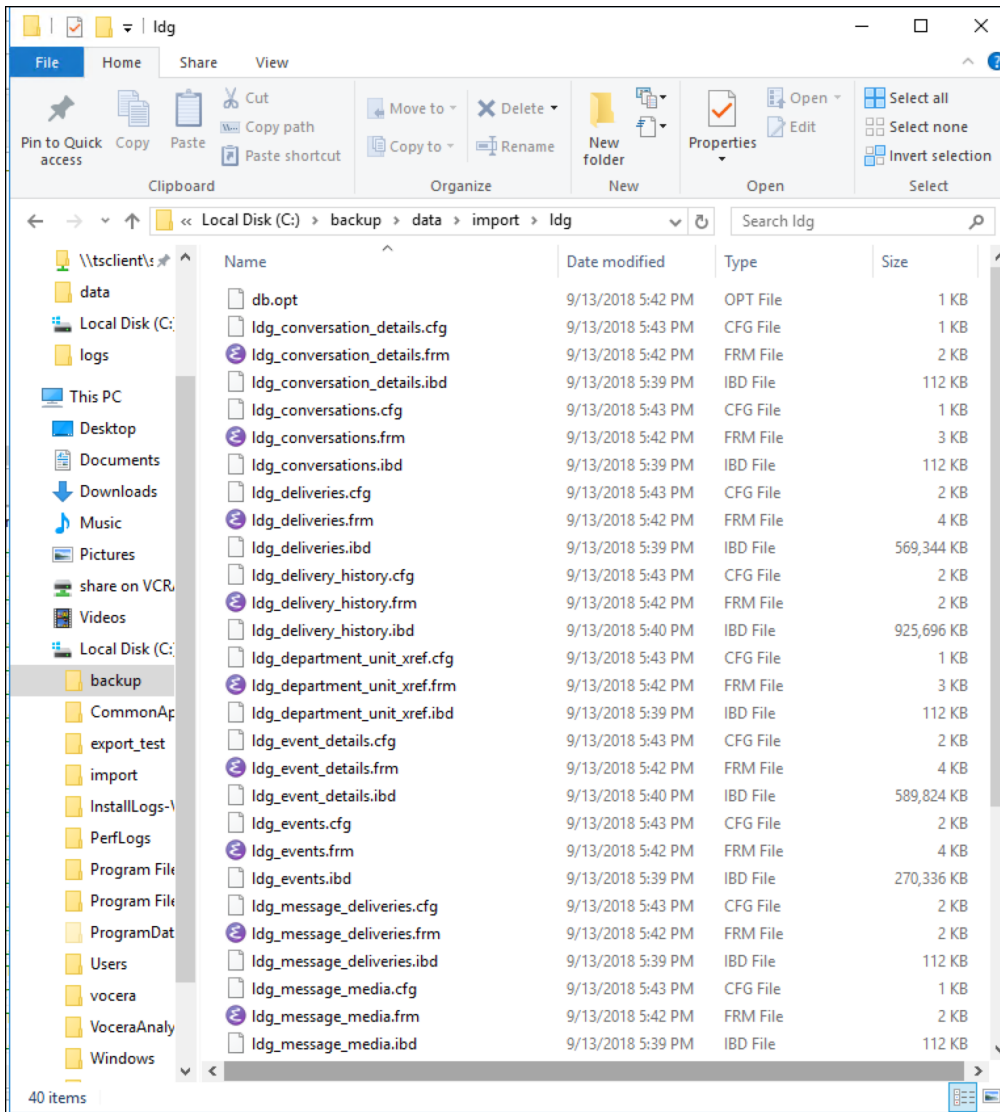 ldg
File Home Share View
Pin to Quick access
Copy
Paste
Cut
Copy path
Paste shortcut
Clipboard
Move to
Copy to
Delete
Rename
Organize
New folder
New
Properties
Open
Edit
Open
Select all
Select none
Invert selection
Select
« Local Disk (C:) > backup > data > import > ldg
Search ldg
\\tsclient\s
data
Local Disk (C:
logs
This PC
Desktop
Documents
Downloads
Music
Pictures
share on VCRA
Videos
Local Disk (C:
backup
CommonAp
export_test
import
InstallLogs-V
PerfLogs
Program File
Program File
ProgramDat
Users
vocera
VoceraAnaly
Windows
Name Date modified Type Size
db.opt 9/13/2018 5:42 PM OPT File 1 KB
ldg_conversation_details.cfg 9/13/2018 5:43 PM CFG File 1 KB
ldg_conversation_details.frm 9/13/2018 5:42 PM FRM File 2 KB
ldg_conversation_details.ibd 9/13/2018 5:39 PM IBD File 112 KB
ldg_conversations.cfg 9/13/2018 5:43 PM CFG File 1 KB
ldg_conversations.frm 9/13/2018 5:42 PM FRM File 3 KB
ldg_conversations.ibd 9/13/2018 5:39 PM IBD File 112 KB
ldg_deliveries.cfg 9/13/2018 5:43 PM CFG File 2 KB
ldg_deliveries.frm 9/13/2018 5:42 PM FRM File 4 KB
ldg_deliveries.ibd 9/13/2018 5:39 PM IBD File 569,344 KB
ldg_delivery_history.cfg 9/13/2018 5:43 PM CFG File 2 KB
ldg_delivery_history.frm 9/13/2018 5:42 PM FRM File 2 KB
ldg_delivery_history.ibd 9/13/2018 5:40 PM IBD File 925,696 KB
ldg_department_unit_xref.cfg 9/13/2018 5:43 PM CFG File 1 KB
ldg_department_unit_xref.frm 9/13/2018 5:42 PM FRM File 3 KB
ldg_department_unit_xref.ibd 9/13/2018 5:39 PM IBD File 112 KB
ldg_event_details.cfg 9/13/2018 5:43 PM CFG File 2 KB
ldg_event_details.frm 9/13/2018 5:42 PM FRM File 4 KB
ldg_event_details.ibd 9/13/2018 5:40 PM IBD File 589,824 KB
ldg_events.cfg 9/13/2018 5:43 PM CFG File 2 KB
ldg_events.frm 9/13/2018 5:42 PM FRM File 4 KB
ldg_events.ibd 9/13/2018 5:39 PM IBD File 270,336 KB
ldg_message_deliveries.cfg 9/13/2018 5:43 PM CFG File 2 KB
ldg_message_deliveries.frm 9/13/2018 5:42 PM FRM File 2 KB
ldg_message_deliveries.ibd 9/13/2018 5:39 PM IBD File 112 KB
ldg_message_media.cfg 9/13/2018 5:43 PM CFG File 1 KB
ldg_message_media.frm 9/13/2018 5:42 PM FRM File 2 KB
ldg_message_media.ibd 9/13/2018 5:39 PM IBD File 112 KB
40 items